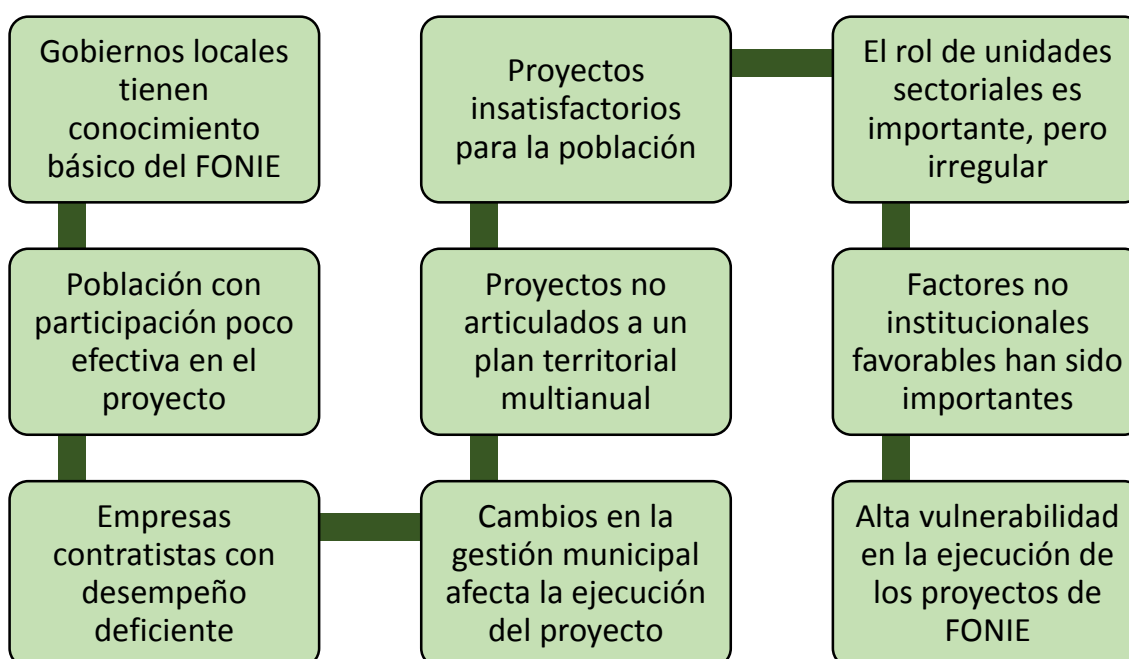 Gobiernos locales
tienen
conocimiento
básico del FONIE
Población con
participación poco
efectiva en el
proyecto
Empresas
contratistas con
desempeño
deficiente
Cambios en la
gestión municipal
afecta la ejecución
del proyecto
Proyectos no
articulados a un
plan territorial
multianual
Proyectos
insatisfactorios
para la población
El rol de unidades
sectoriales es
importante, pero
irregular
Factores no
institucionales
favorables han sido
importantes
Alta vulnerabilidad
en la ejecución de
los proyectos de
FONIE